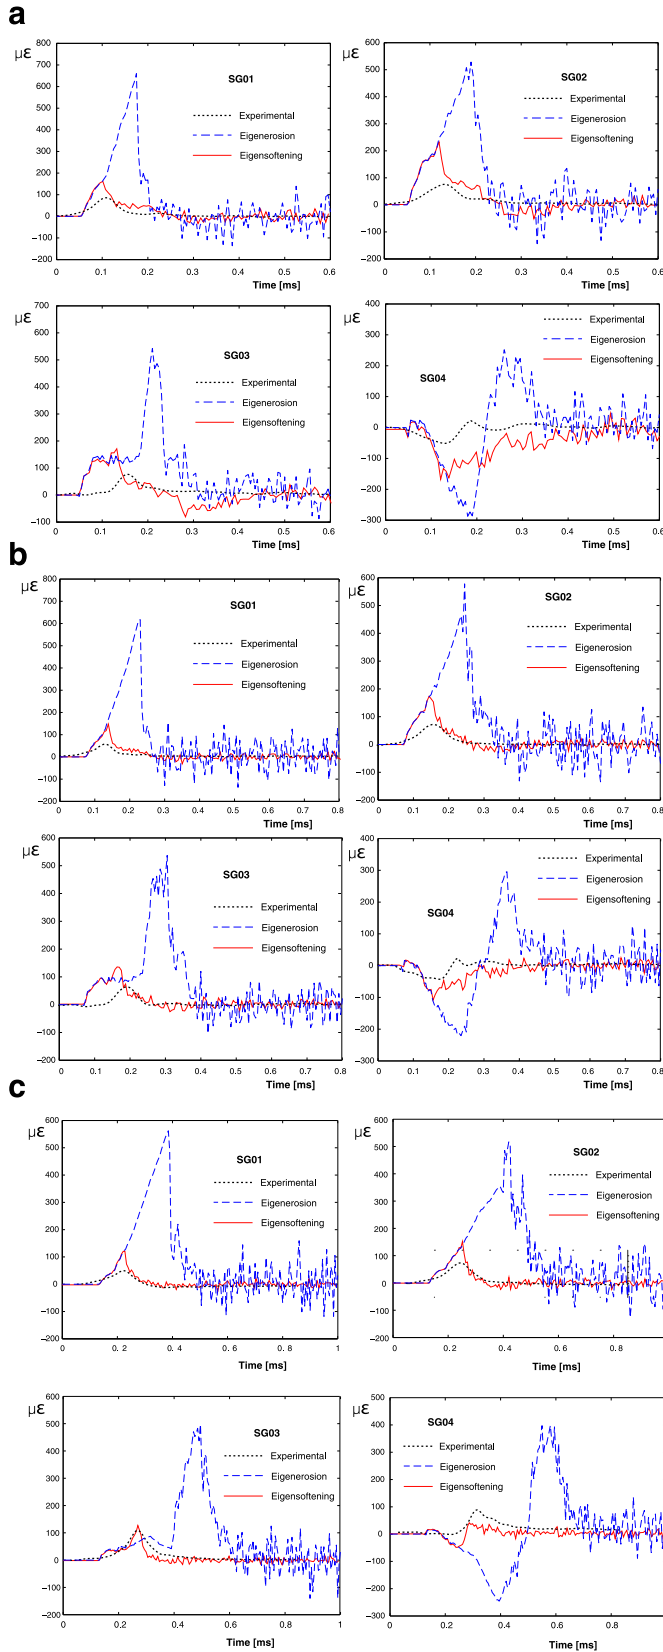 a
με
800
700
600
500
400
300
200
100
0
−100
−200
SG01
Experimental
Eigenerosion
Eigensoftening
0 0.1 0.2 0.3 0.4 0.5 0.6
Time [ms]
με
600
500
400
300
200
100
0
−100
−200
SG02
Experimental
Eigenerosion
Eigensoftening
0 0.1 0.2 0.3 0.4 0.5 0.6
Time [ms]
με
700
600
500
400
300
200
100
0
−100
SG03
Experimental
Eigenerosion
Eigensoftening
0 0.1 0.2 0.3 0.4 0.5 0.6
Time [ms]
με
400
300
200
100
0
−100
−200
−300
Experimental
Eigenerosion
Eigensoftening
SG04
0 0.1 0.2 0.3 0.4 0.5 0.6
Time [ms]
b
με
800
700
600
500
400
300
200
100
0
−100
−200
SG01
Experimental
Eigenerosion
Eigensoftening
0 0.1 0.2 0.3 0.4 0.5 0.6 0.7 0.8
Time [ms]
με
600
500
400
300
200
100
0
−100
−200
SG02
Experimental
Eigenerosion
Eigensoftening
0 0.1 0.2 0.3 0.4 0.5 0.6 0.7 0.8
Time [ms]
με
600
500
400
300
200
100
0
−100
−200
SG03
Experimental
Eigenerosion
Eigensoftening
0 0.1 0.2 0.3 0.4 0.5 0.6 0.7 0.8
Time [ms]
με
400
300
200
100
0
−100
−200
−300
Experimental
Eigenerosion
Eigensoftening
SG04
0 0.1 0.2 0.3 0.4 0.5 0.6 0.7 0.8
Time [ms]
c
με
600
500
400
300
200
100
0
−100
−200
SG01
Experimental
Eigenerosion
Eigensoftening
0 0.2 0.4 0.6 0.8 1
Time [ms]
με
600
500
400
300
200
100
0
−100
−200
SG02
Experimental
Eigenerosion
Eigensoftening
0 0.2 0.4 0.6 0.8
Time [ms]
με
600
500
400
300
200
100
0
−100
−200
SG03
Experimental
Eigenerosion
Eigensoftening
0 0.2 0.4 0.6 0.8 1
Time [ms]
με
500
400
300
200
100
0
−100
−200
−300
SG04
Experimental
Eigenerosion
Eigensoftening
0 0.2 0.4 0.6 0.8
Time [ms]